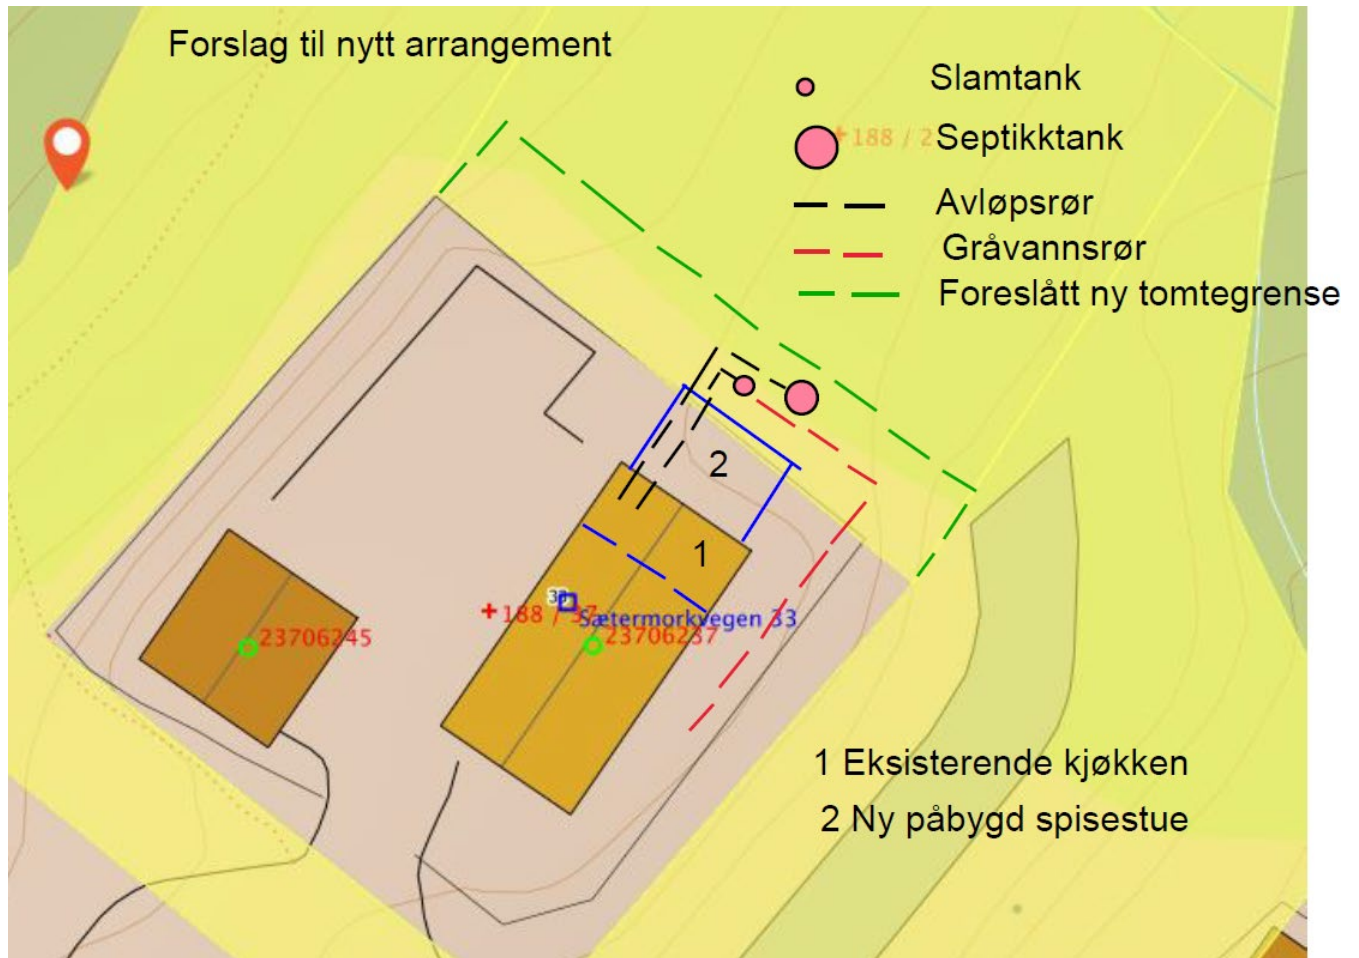 Forslag til nytt arrangement
Slamtank
+ 188 / 2
Septikktank
Avløpsrør
Gråvannsrør
Foreslått ny tomtegrense
2
1
33
+ 188 / 37
Sætermorkvegen 33
23706245
23706237
1 Eksisterende kjøkken
2 Ny påbygd spisestue